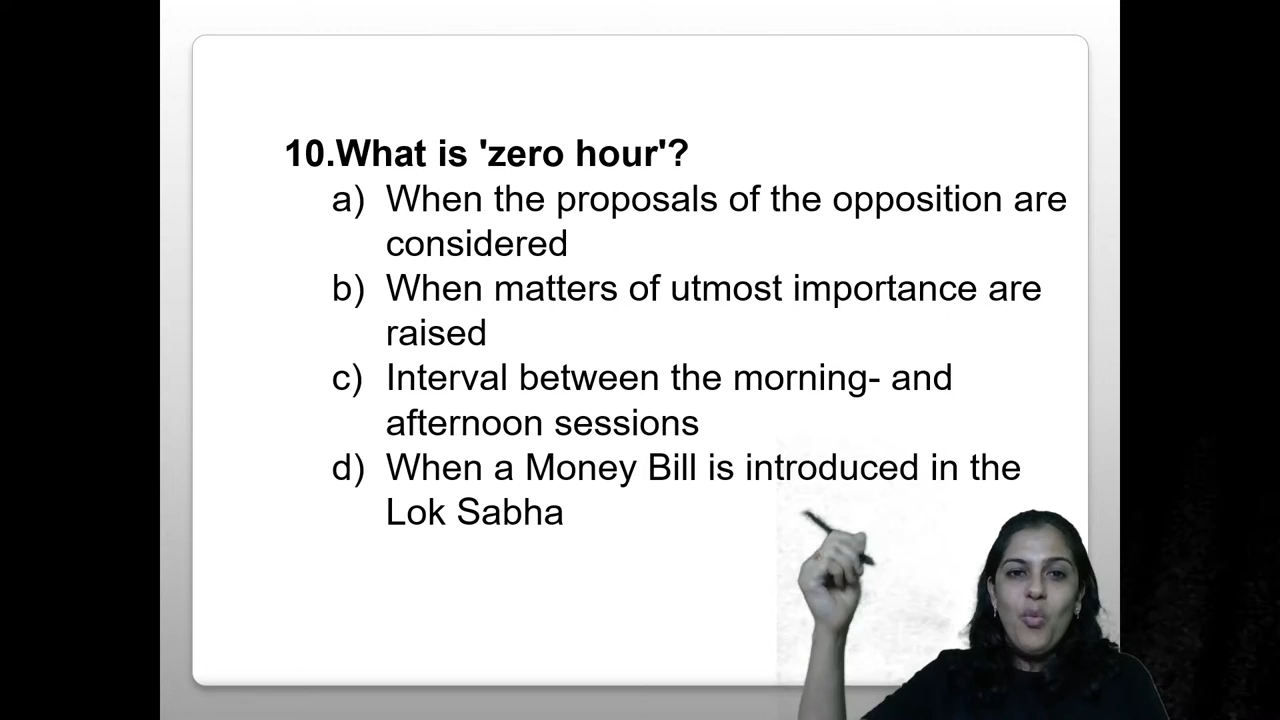 10.What is 'zero hour'?
a) When the proposals of the opposition are
considered
b) When matters of utmost importance are
raised
c) Interval between the morning- and
afternoon sessions
d) When a Money Bill is introduced in the
Lok Sabha